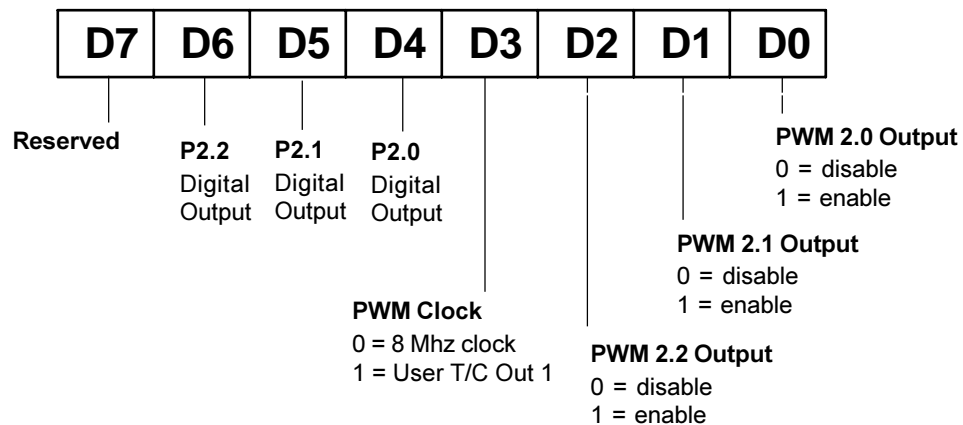 D7 D6 D5 D4 D3 D2 D1 D0
Reserved
P2.2
Digital
Output
P2.1
Digital
Output
P2.0
Digital
Output
PWM Clock
0 = 8 Mhz clock
1 = User T/C Out 1
PWM 2.2 Output
0 = disable
1 = enable
PWM 2.1 Output
0 = disable
1 = enable
PWM 2.0 Output
0 = disable
1 = enable